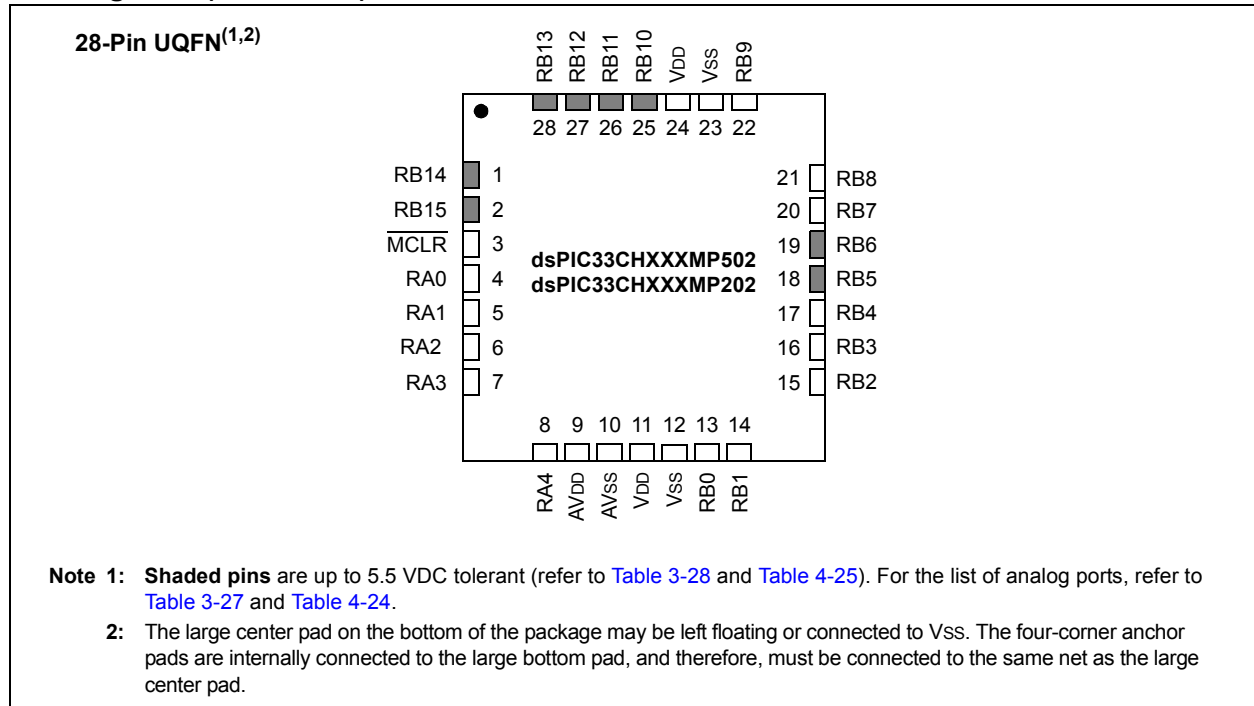 28-Pin UQFN(1,2)
RB13
RB12
RB11
RB10
VDD
VSS
RB9
28 27 26 25 24 23 22
RB14 1
RB15 2
MCLR 3
RA0 4
RA1 5
RA2 6
RA3 7
dsPIC33CHXXXMP502
dsPIC33CHXXXMP202
21 RB8
20 RB7
19 RB6
18 RB5
17 RB4
16 RB3
15 RB2
8 9 10 11 12 13 14
RA4
AVDD
AVSS
VDD
VSS
RB0
RB1
Note 1: Shaded pins are up to 5.5 VDC tolerant (refer to Table 3-28 and Table 4-25). For the list of analog ports, refer to
Table 3-27 and Table 4-24.
2: The large center pad on the bottom of the package may be left floating or connected to VSS. The four-corner anchor
pads are internally connected to the large bottom pad, and therefore, must be connected to the same net as the large
center pad.